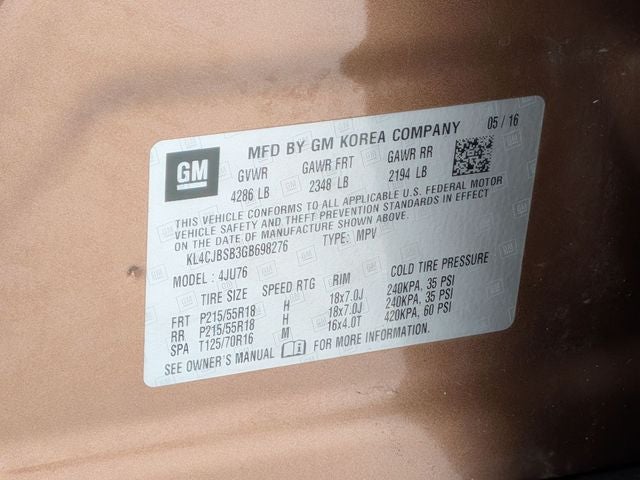 MFD BY GM KOREA COMPANY 05/16
GM
GVWR GAWR FRT GAWR RR
4286 LB 2348 LB 2194 LB
THIS VEHICLE CONFORMS TO ALL APPLICABLE U.S. FEDERAL MOTOR
VEHICLE SAFETY AND THEFT PREVENTION STANDARDS IN EFFECT
ON THE DATE OF MANUFACTURE SHOWN ABOVE.
KL4CJBSB3GB698276 TYPE: MPV
MODEL: 4JU76
TIRE SIZE SPEED RTG RIM COLD TIRE PRESSURE
FRT P215/55R18 H 18x7.0J 240KPA, 35 PSI
RR P215/55R18 H 18x7.0J 240KPA, 35 PSI
SPA T125/70R16 M 16x4.0T 420KPA, 60 PSI
SEE OWNER'S MANUAL FOR MORE INFORMATION.